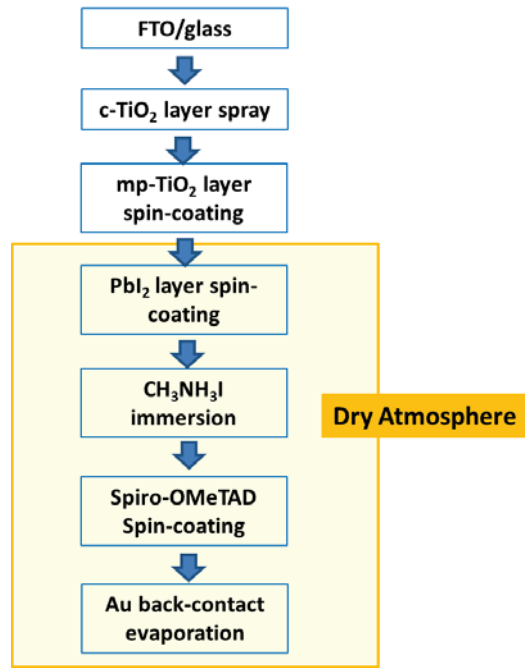 FTO/glass
c-TiO₂ layer spray
mp-TiO₂ layer
spin-coating
PbI₂ layer spin-
coating
CH₃NH₃I
immersion
Dry Atmosphere
Spiro-OMeTAD
Spin-coating
Au back-contact
evaporation